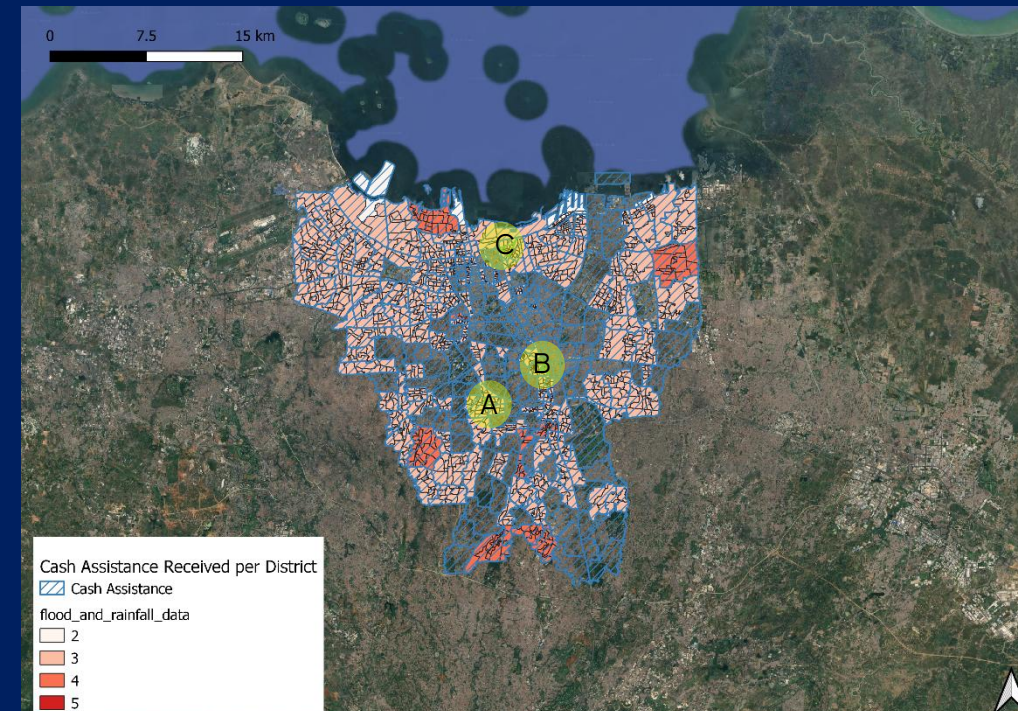 0 7.5 15 km
C
B
A
Cash Assistance Received per District
Cash Assistance
flood_and_rainfall_data
2
3
4
5